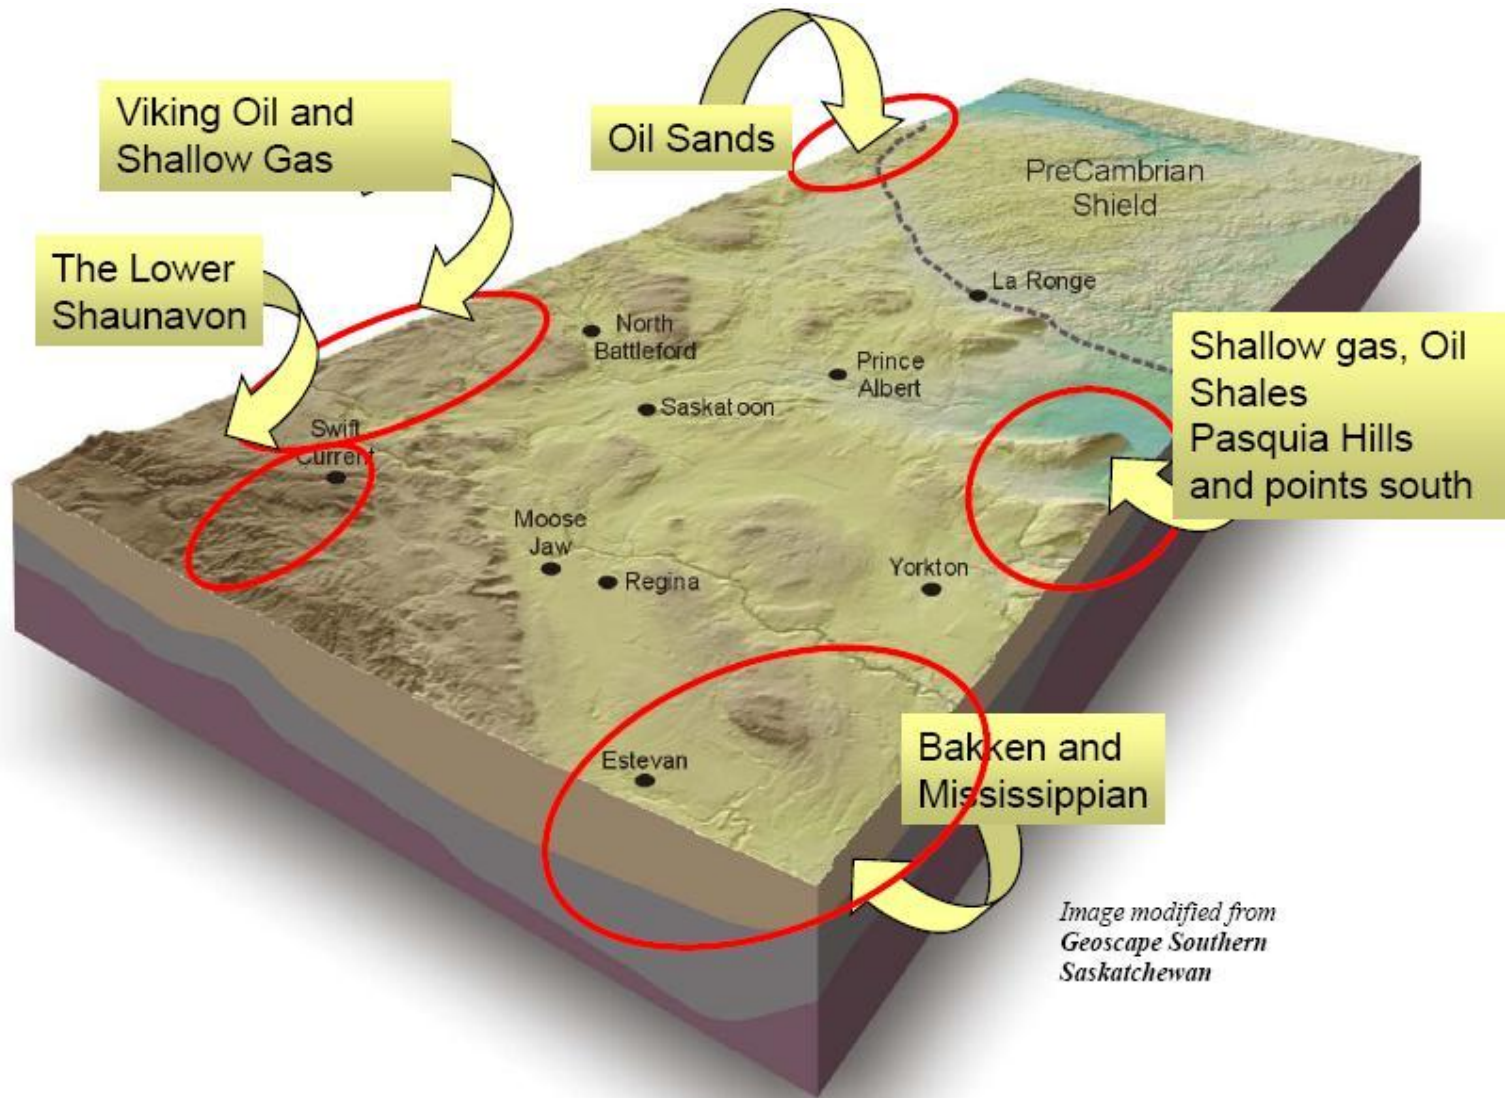 Viking Oil and
Shallow Gas
Oil Sands
PreCambrian
Shield
The Lower
Shaunavon
La Ronge
North
Battleford
Prince
Albert
Shallow gas, Oil
Shales
Pasquia Hills
and points south
Saskatoon
Swift
Current
Moose
Jaw
Regina
Yorkton
Estevan
Bakken and
Mississippian
Image modified from
Geoscape Southern
Saskatchewan